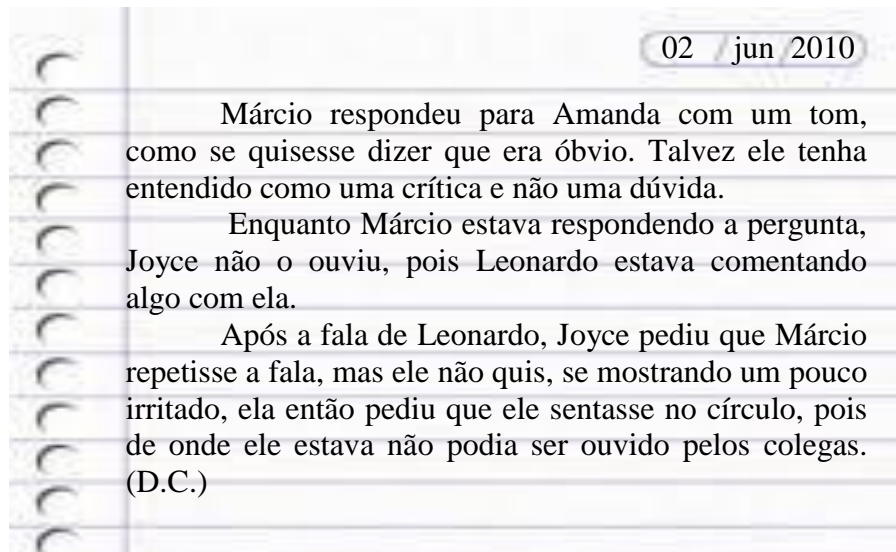 02 / jun /2010
Márcio respondeu para Amanda com um tom,
como se quisesse dizer que era óbvio. Talvez ele tenha
entendido como uma crítica e não uma dúvida.
Enquanto Márcio estava respondendo a pergunta,
Joyce não o ouviu, pois Leonardo estava comentando
algo com ela.
Após a fala de Leonardo, Joyce pediu que Márcio
repetisse a fala, mas ele não quis, se mostrando um pouco
irritado, ela então pediu que ele sentasse no círculo, pois
de onde ele estava não podia ser ouvido pelos colegas.
(D.C.)